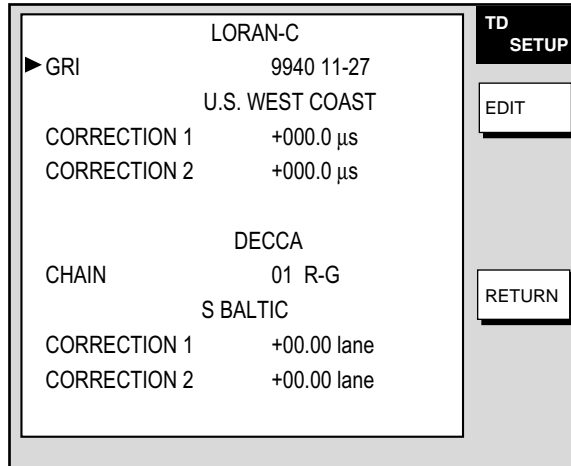 LORAN-C
▶GRI 9940 11-27
U.S. WEST COAST
CORRECTION 1 +000.0 μs
CORRECTION 2 +000.0 μs
DECCA
CHAIN 01 R-G
S BALTIC
CORRECTION 1 +00.00 lane
CORRECTION 2 +00.00 lane
TD
SETUP
EDIT
RETURN